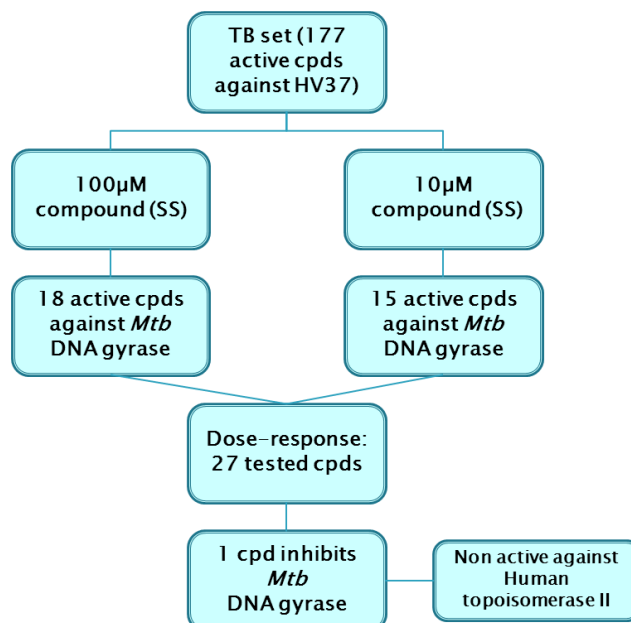 TB set (177
active cpds
against HV37)
100µM
compound (SS)
10µM
compound (SS)
18 active cpds
against Mtb
DNA gyrase
15 active cpds
against Mtb
DNA gyrase
Dose-response:
27 tested cpds
1 cpd inhibits
Mtb
DNA gyrase
Non active against
Human
topoisomerase II